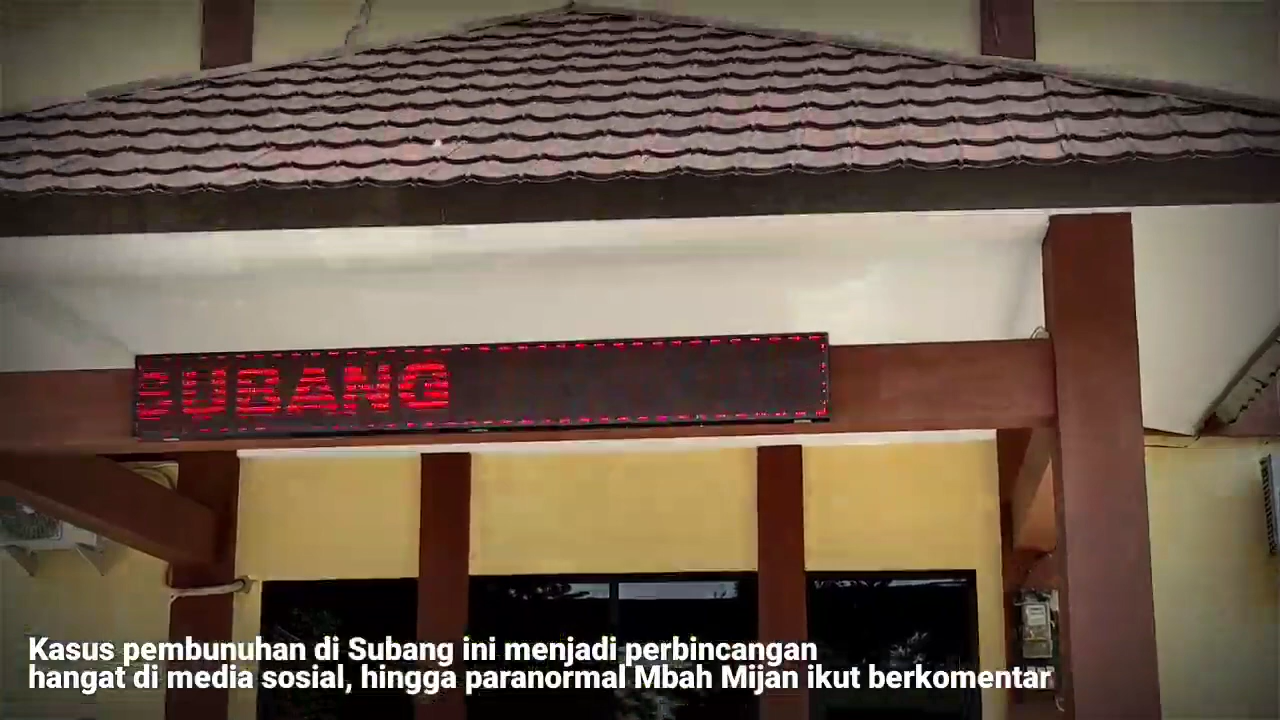 SUBANG
Kasus pembunuhan di Subang ini menjadi perbincangan
hangat di media sosial, hingga paranormal Mbah Mijan ikut berkomentar